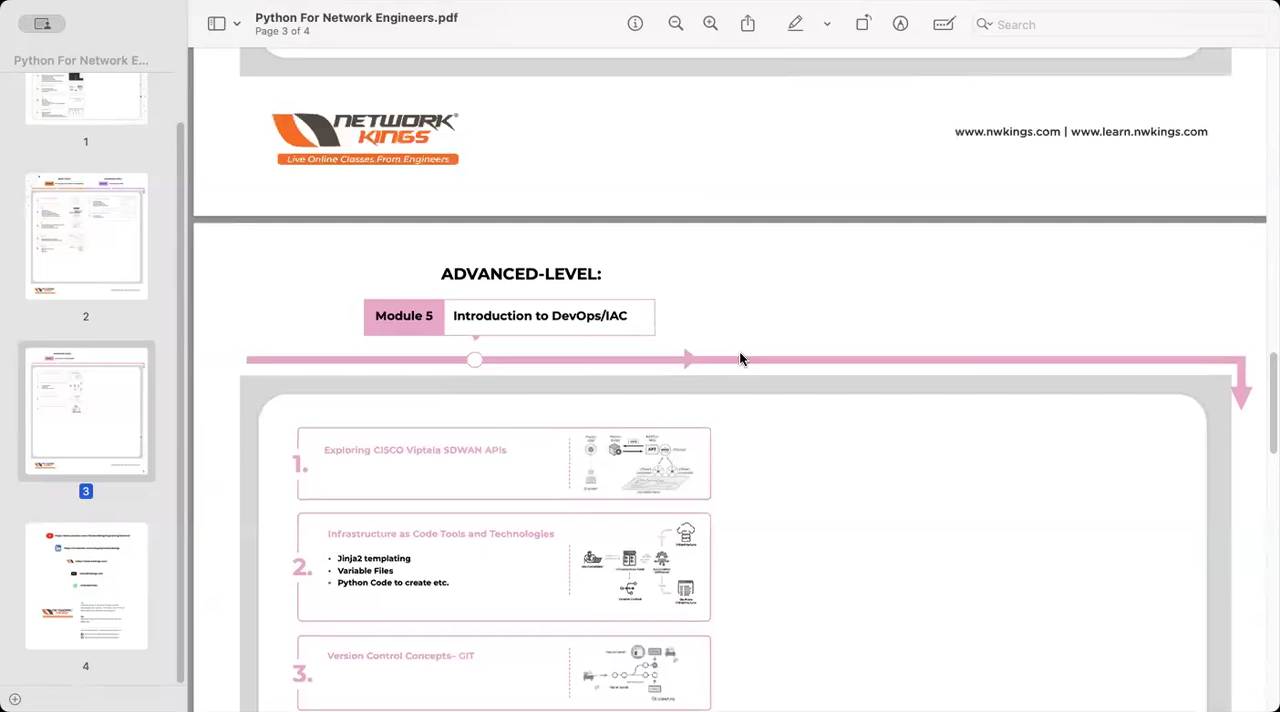 Python For Network Engineers.pdf
Page 3 of 4
Search
Python For Network E...
1
2
3
4
NETWORK
KINGS
Live Online Classes From Engineers
www.nwkings.com | www.learn.nwkings.com
ADVANCED-LEVEL:
Module 5 Introduction to DevOps/IAC
1. Exploring CISCO Viptala SDWAN APIs
2. Infrastructure as Code Tools and Technologies
• Jinja2 templating
• Variable Files
• Python Code to create etc.
3. Version Control Concepts- GIT